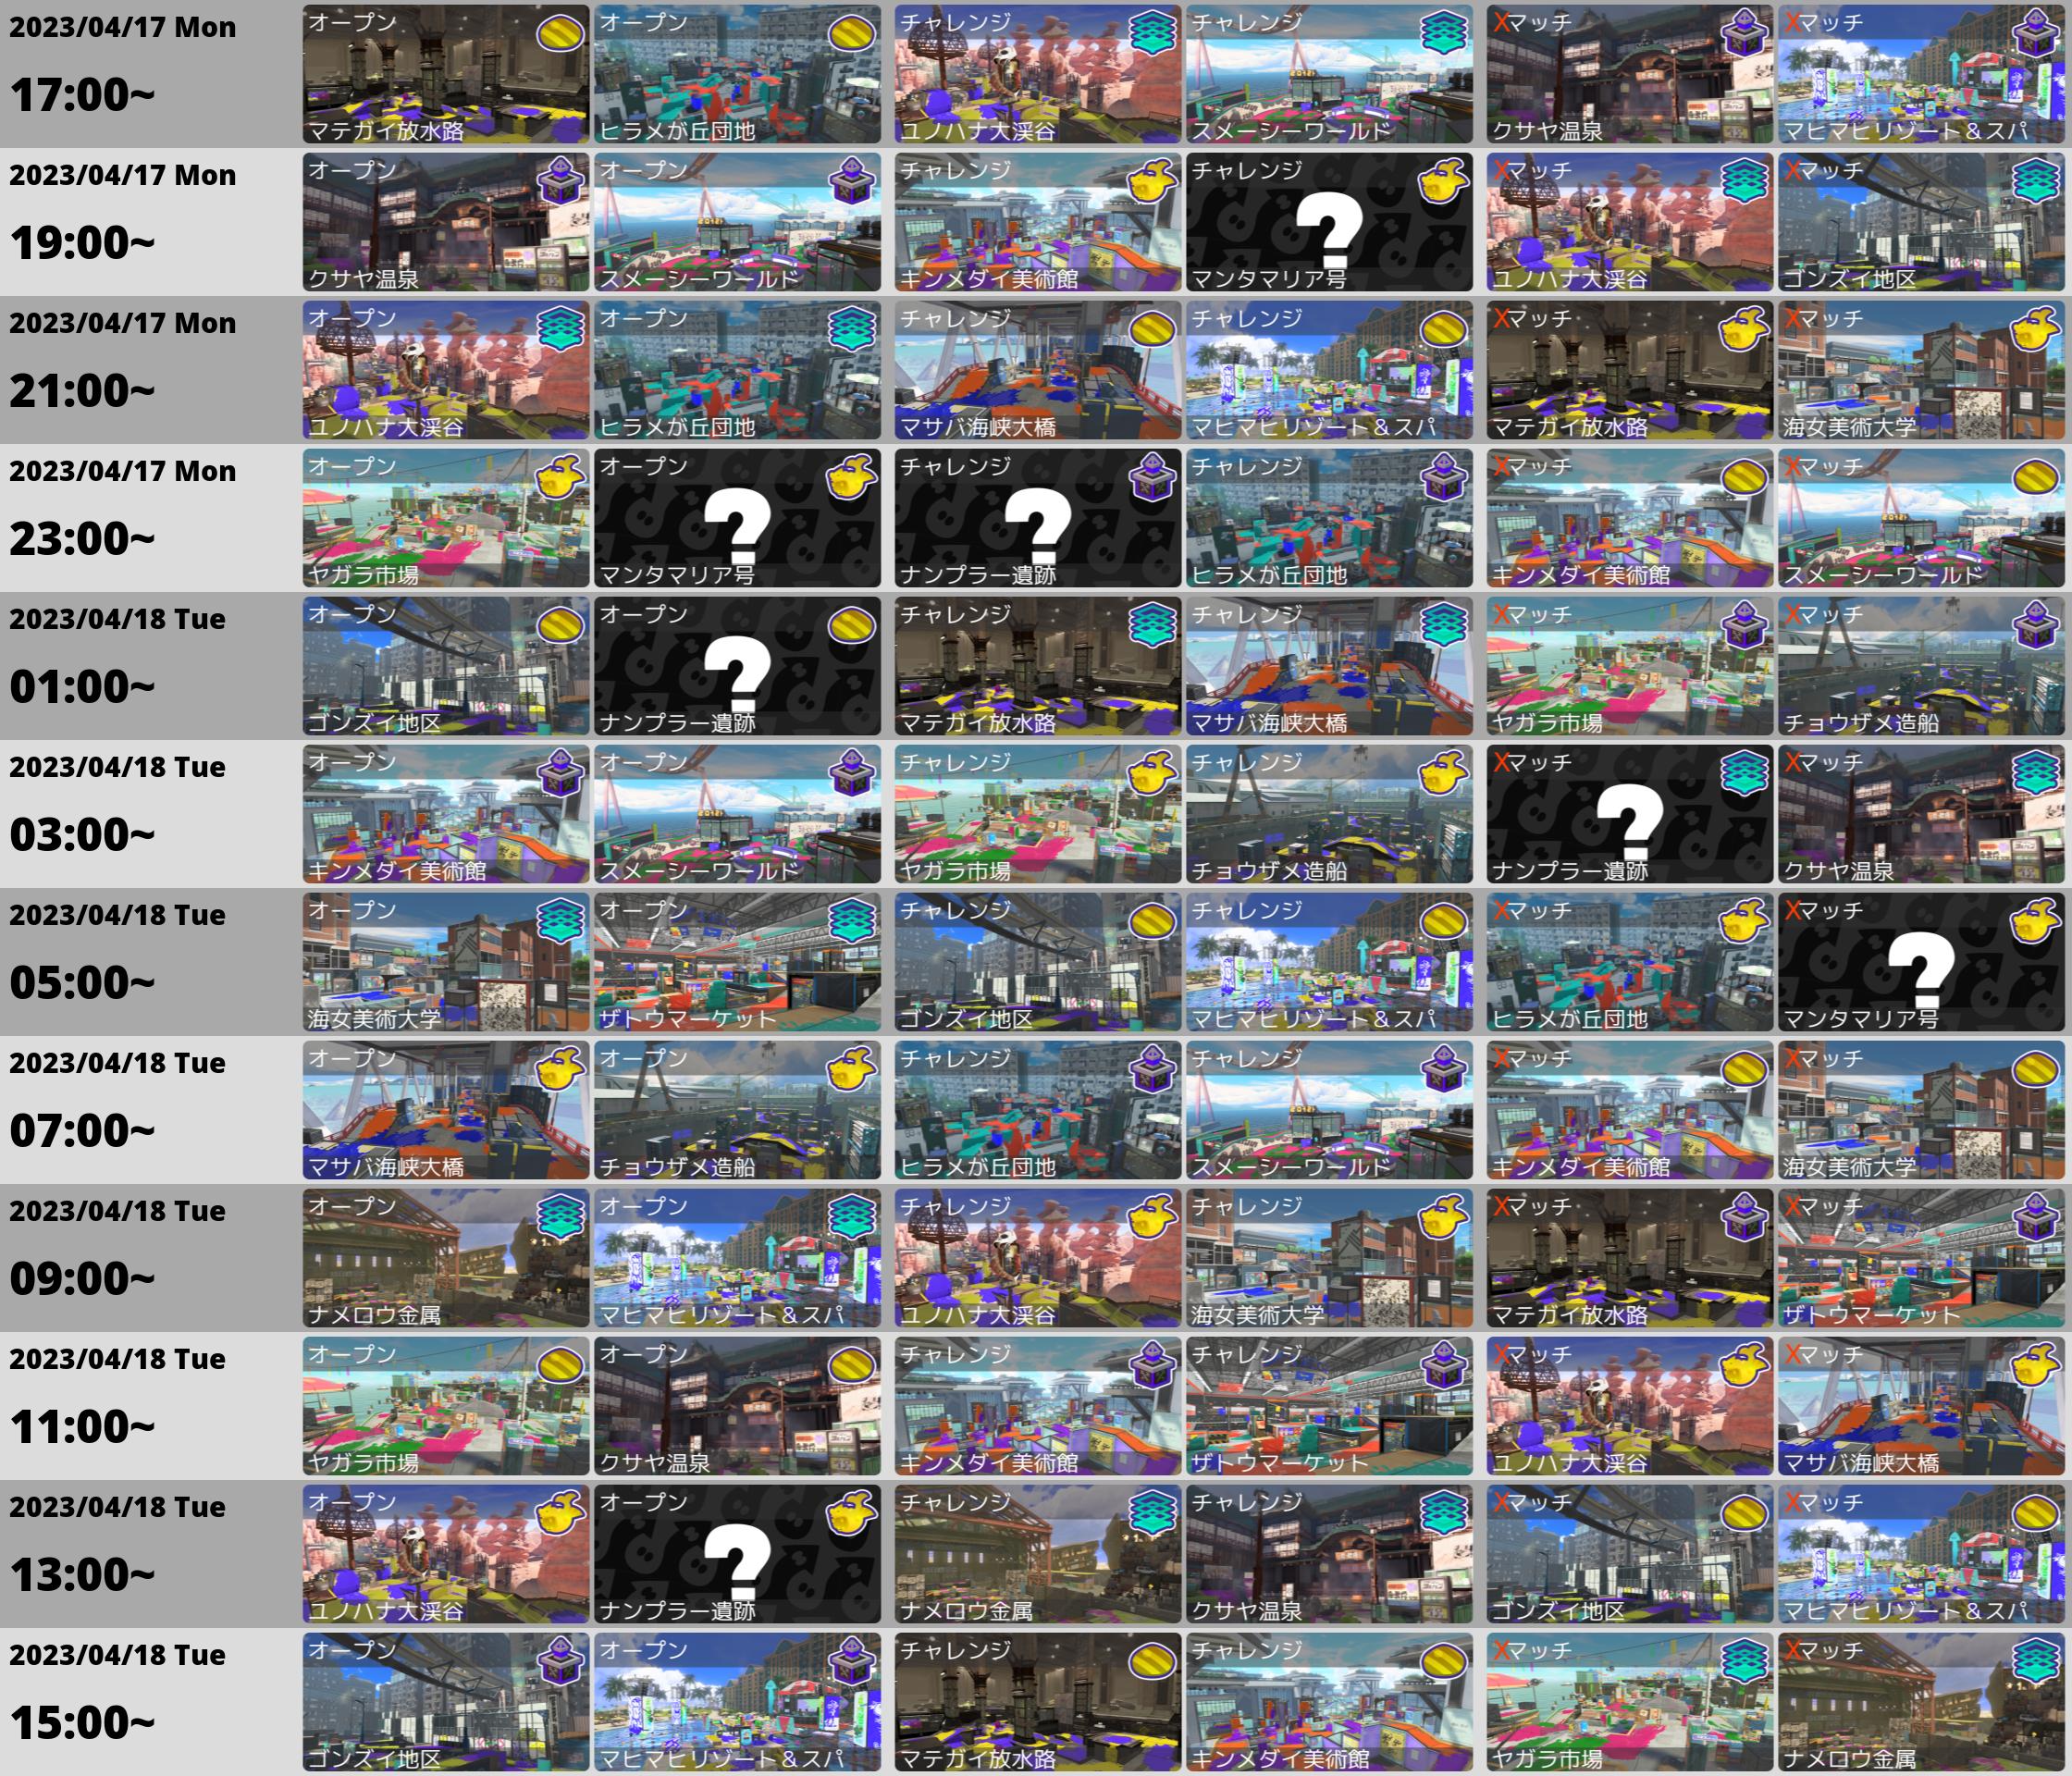 2023/04/17 Mon
17:00~
オープン
マテガイ放水路
オープン
ヒラメが丘団地
チャレンジ
ユノハナ大渓谷
チャレンジ
スメーシーワールド
Xマッチ
クサヤ温泉
Xマッチ
マヒマヒリゾート&スパ
2023/04/17 Mon
19:00~
オープン
クサヤ温泉
オープン
スメーシーワールド
チャレンジ
キンメダイ美術館
チャレンジ
?
マンタマリア号
Xマッチ
ユノハナ大渓谷
Xマッチ
ゴンズイ地区
2023/04/17 Mon
21:00~
オープン
ユノハナ大渓谷
オープン
ヒラメが丘団地
チャレンジ
マサバ海峡大橋
チャレンジ
マヒマヒリゾート&スパ
Xマッチ
マテガイ放水路
Xマッチ
海女美術大学
2023/04/17 Mon
23:00~
オープン
ヤガラ市場
オープン
?
マンタマリア号
チャレンジ
?
ナンプラー遺跡
チャレンジ
ヒラメが丘団地
Xマッチ
キンメダイ美術館
Xマッチ
スメーシーワールド
2023/04/18 Tue
01:00~
オープン
ゴンズイ地区
オープン
?
ナンプラー遺跡
チャレンジ
マテガイ放水路
チャレンジ
マサバ海峡大橋
Xマッチ
ヤガラ市場
Xマッチ
チョウザメ造船
2023/04/18 Tue
03:00~
オープン
キンメダイ美術館
オープン
スメーシーワールド
チャレンジ
ヤガラ市場
チャレンジ
チョウザメ造船
Xマッチ
?
ナンプラー遺跡
Xマッチ
クサヤ温泉
2023/04/18 Tue
05:00~
オープン
海女美術大学
オープン
ザトウマーケット
チャレンジ
ゴンズイ地区
チャレンジ
マヒマヒリゾート&スパ
Xマッチ
ヒラメが丘団地
Xマッチ
?
マンタマリア号
2023/04/18 Tue
07:00~
オープン
マサバ海峡大橋
オープン
チョウザメ造船
チャレンジ
ヒラメが丘団地
チャレンジ
スメーシーワールド
Xマッチ
キンメダイ美術館
Xマッチ
海女美術大学
2023/04/18 Tue
09:00~
オープン
ナメロウ金属
オープン
マヒマヒリゾート&スパ
チャレンジ
ユノハナ大渓谷
チャレンジ
海女美術大学
Xマッチ
マテガイ放水路
Xマッチ
ザトウマーケット
2023/04/18 Tue
11:00~
オープン
ヤガラ市場
オープン
クサヤ温泉
チャレンジ
キンメダイ美術館
チャレンジ
ザトウマーケット
Xマッチ
ユノハナ大渓谷
Xマッチ
マサバ海峡大橋
2023/04/18 Tue
13:00~
オープン
ユノハナ大渓谷
オープン
?
ナンプラー遺跡
チャレンジ
ナメロウ金属
チャレンジ
クサヤ温泉
Xマッチ
ゴンズイ地区
Xマッチ
マヒマヒリゾート&スパ
2023/04/18 Tue
15:00~
オープン
ゴンズイ地区
オープン
マヒマヒリゾート&スパ
チャレンジ
マテガイ放水路
チャレンジ
キンメダイ美術館
Xマッチ
ヤガラ市場
Xマッチ
ナメロウ金属